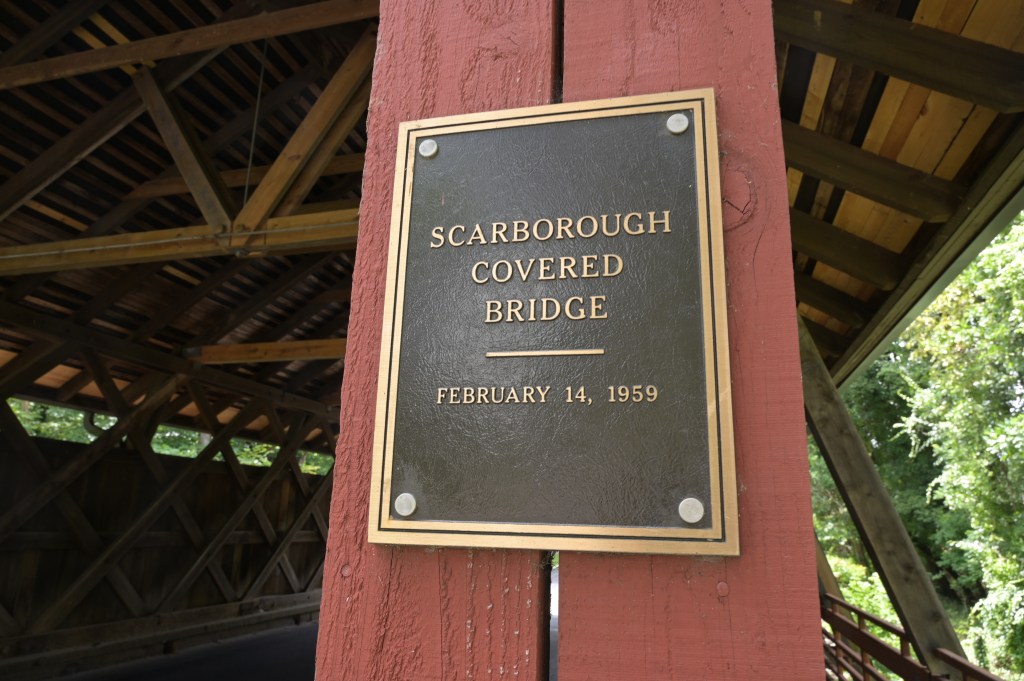 SCARBOROUGH
COVERED
BRIDGE
FEBRUARY 14, 1959